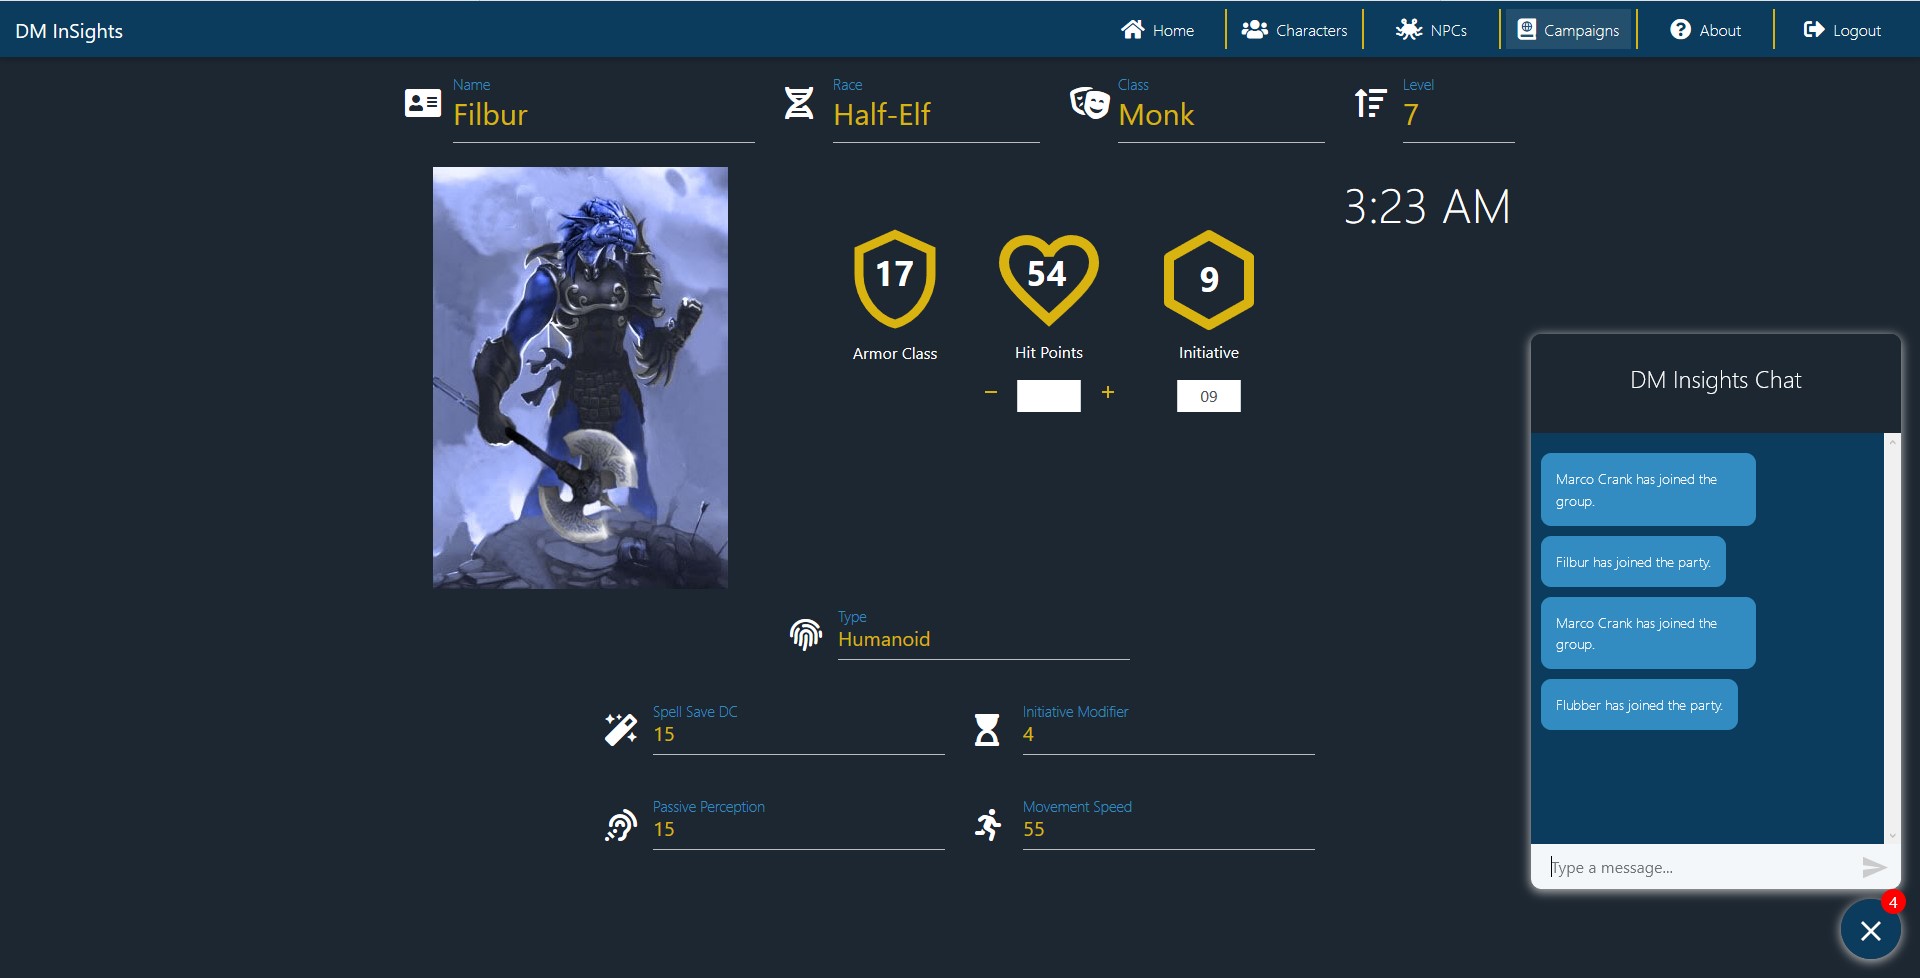 DM InSights
Home
Characters
NPCs
Campaigns
About
Logout
Name
Filbur
Race
Half-Elf
Class
Monk
Level
7
3:23 AM
17
54
9
Armor Class
Hit Points
Initiative
− +
09
Type
Humanoid
Spell Save DC
15
Initiative Modifier
4
Passive Perception
15
Movement Speed
55
DM Insights Chat
Marco Crank has joined the
group.
Filbur has joined the party.
Marco Crank has joined the
group.
Flubber has joined the party.
Type a message...
4